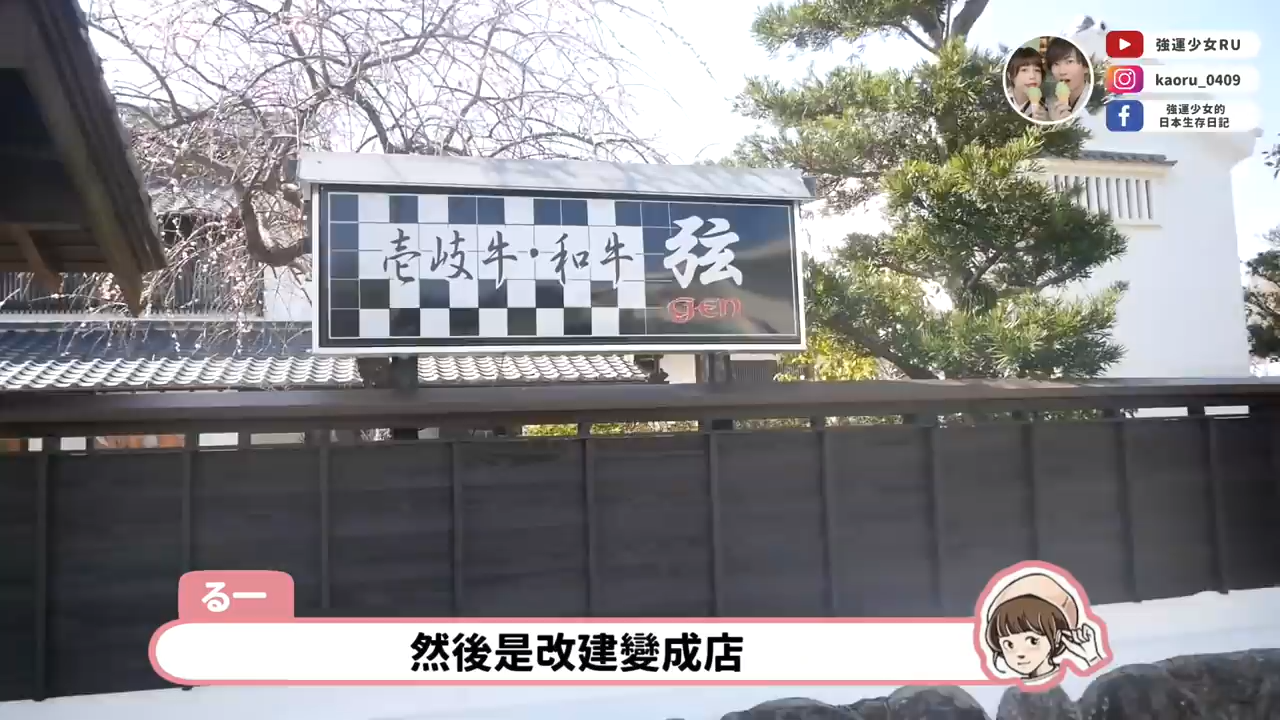 強運少女RU
kaoru_0409
強運少女的
日本生存日記
壱岐牛・和牛 弦
GEN
るー
然後是改建變成店